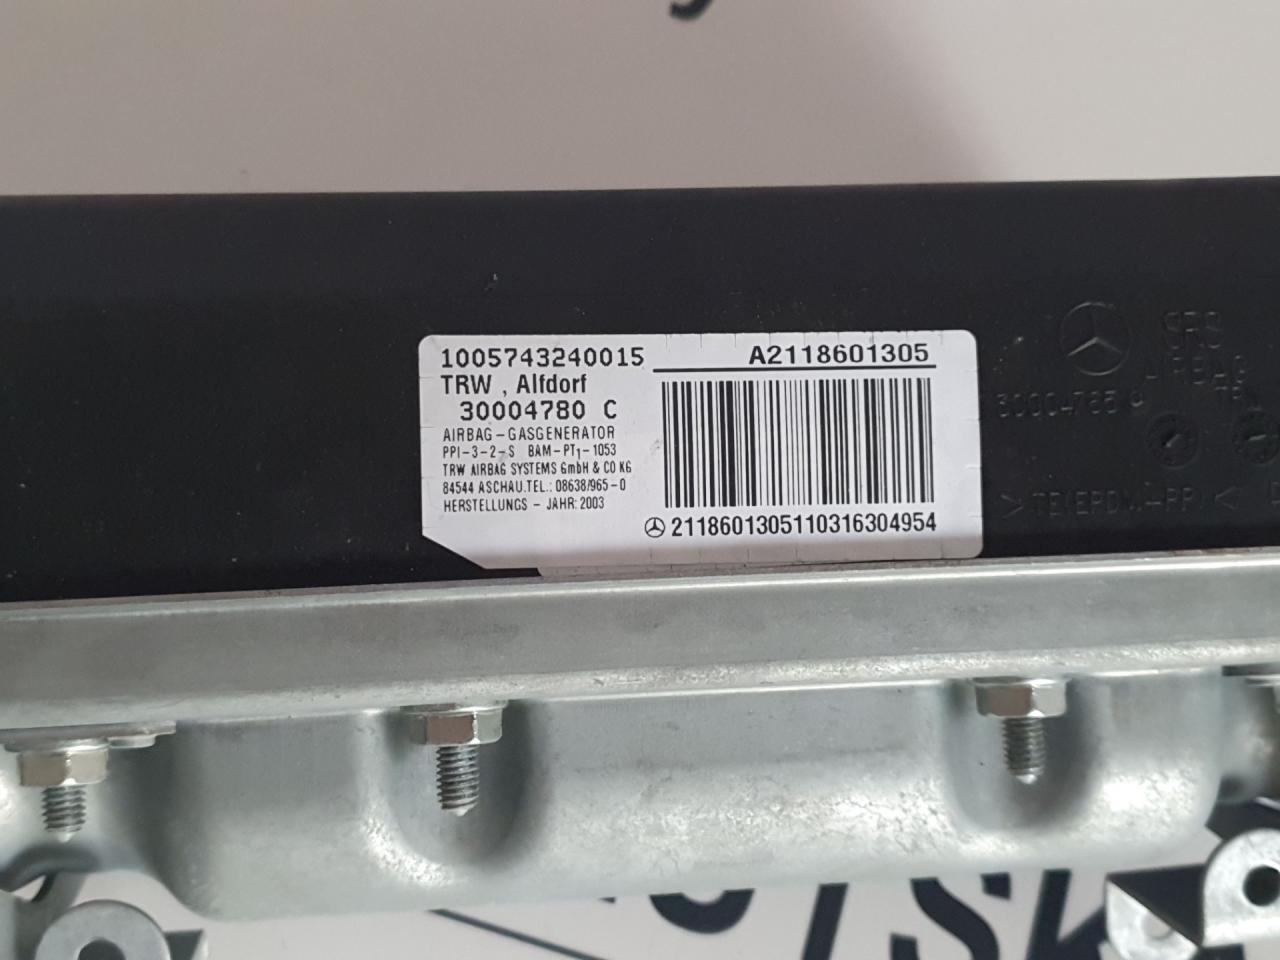 1005743240015
A2118601305
TRW , Alfdorf
30004780 C
AIRBAG-GASGENERATOR
PPI-3-2-S BAM-PT1-1053
TRW AIRBAG SYSTEMS GmbH & CO KG
84544 ASCHAU.TEL.: 08638/965-0
HERSTELLUNGS - JAHR: 2003
2118601305110316304954
SRS
AIRBAG